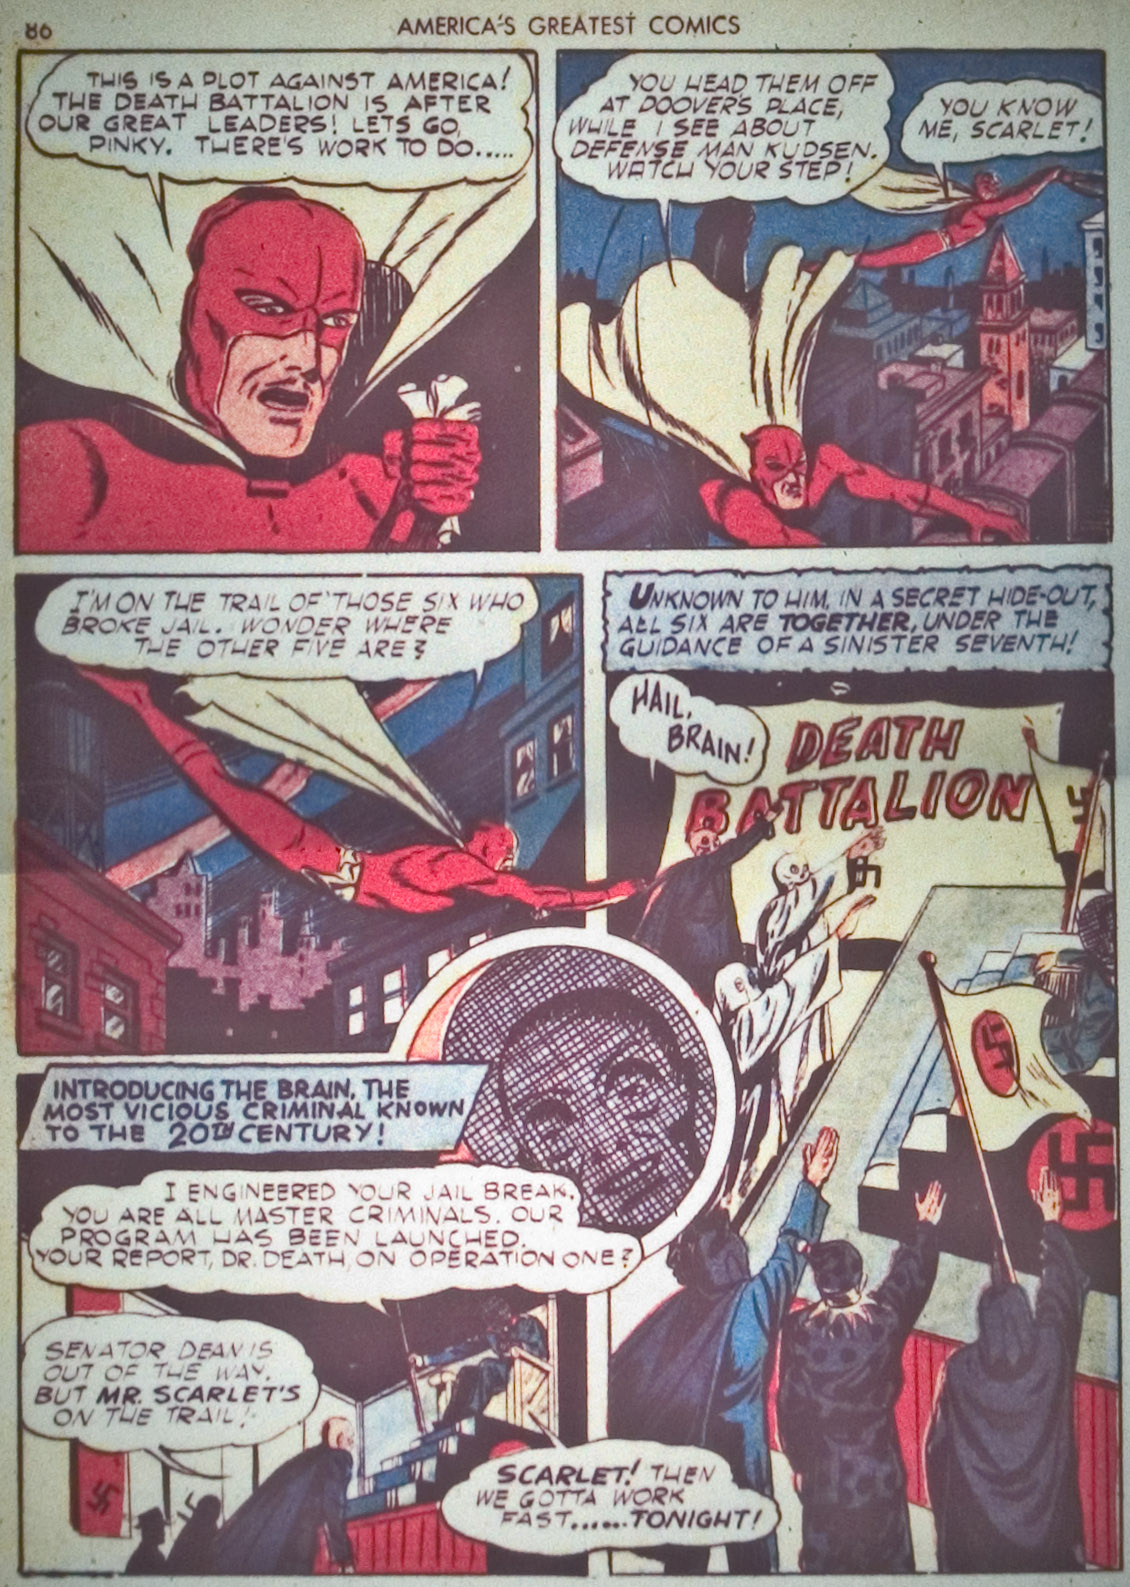 86
AMERICA'S GREATEST COMICS
THIS IS A PLOT AGAINST AMERICA!
THE DEATH BATTALION IS AFTER
OUR GREAT LEADERS! LETS GO,
PINKY. THERE'S WORK TO DO.....
YOU HEAD THEM OFF
AT DOOVER'S PLACE,
WHILE I SEE ABOUT
DEFENSE MAN KUDSEN.
WATCH YOUR STEP!
YOU KNOW
ME, SCARLET!
I'M ON THE TRAIL OF THOSE SIX WHO
BROKE JAIL. WONDER WHERE
THE OTHER FIVE ARE?
UNKNOWN TO HIM, IN A SECRET HIDE-OUT,
ALL SIX ARE TOGETHER, UNDER THE
GUIDANCE OF A SINISTER SEVENTH!
HAIL,
BRAIN!
DEATH
BATTALION
INTRODUCING THE BRAIN, THE
MOST VICIOUS CRIMINAL KNOWN
TO THE 20TH CENTURY!
I ENGINEERED YOUR JAIL BREAK.
YOU ARE ALL MASTER CRIMINALS. OUR
PROGRAM HAS BEEN LAUNCHED.
YOUR REPORT, DR. DEATH, ON OPERATION ONE?
SENATOR DEAN IS
OUT OF THE WAY.
BUT MR. SCARLET'S
ON THE TRAIL!
SCARLET! THEN
WE GOTTA WORK
FAST......TONIGHT!